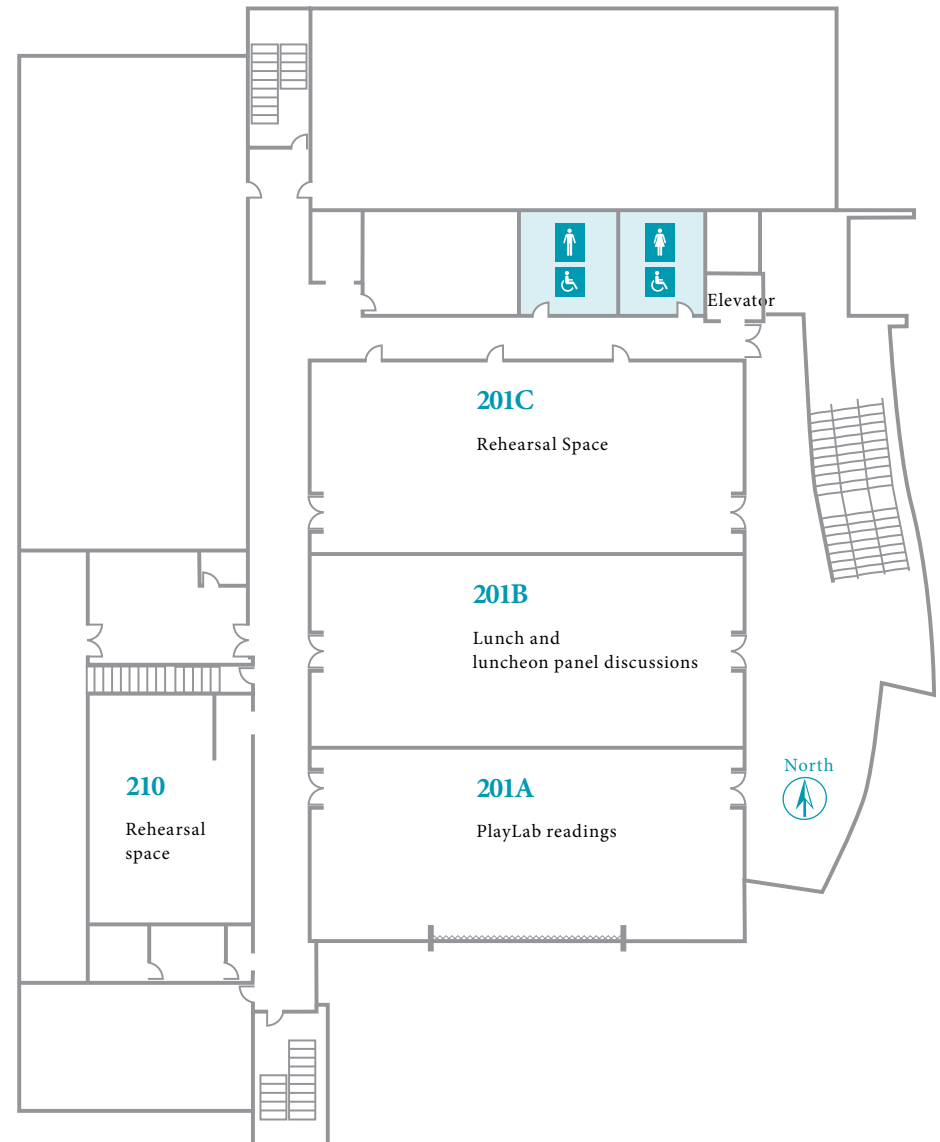 Elevator
201C
Rehearsal Space
201B
Lunch and
luncheon panel discussions
North
210
Rehearsal
space
201A
PlayLab readings